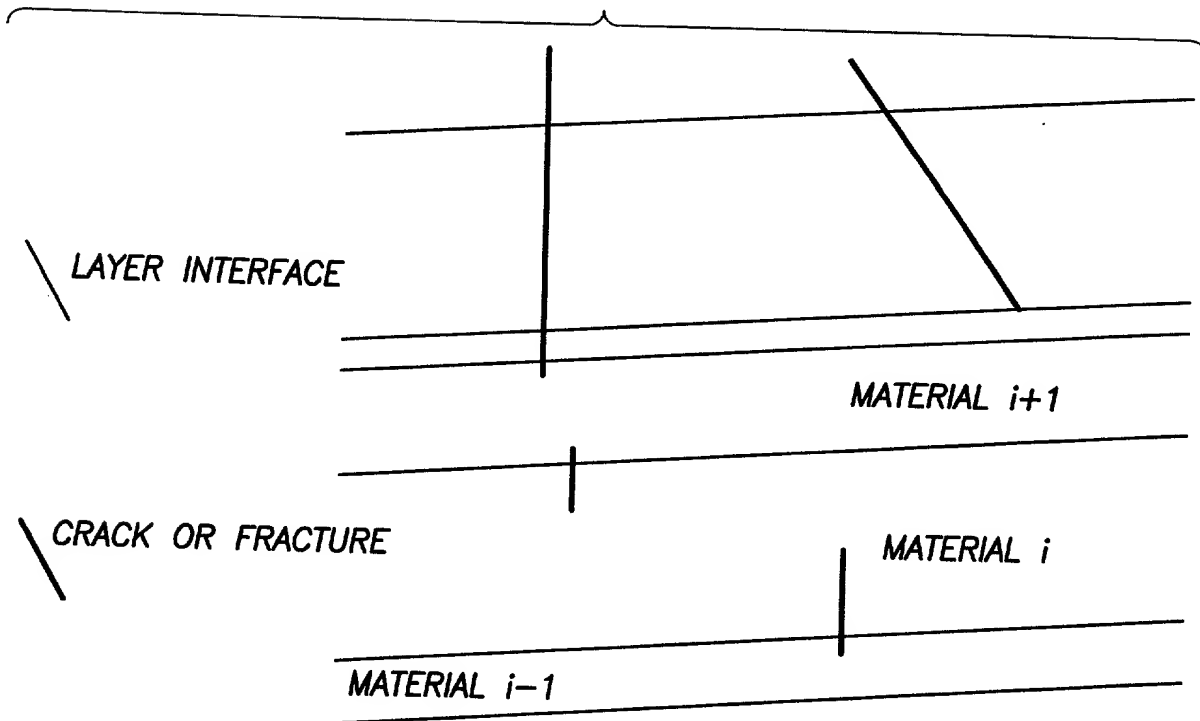 LAYER INTERFACE
MATERIAL i+1
CRACK OR FRACTURE
MATERIAL i
MATERIAL i-1